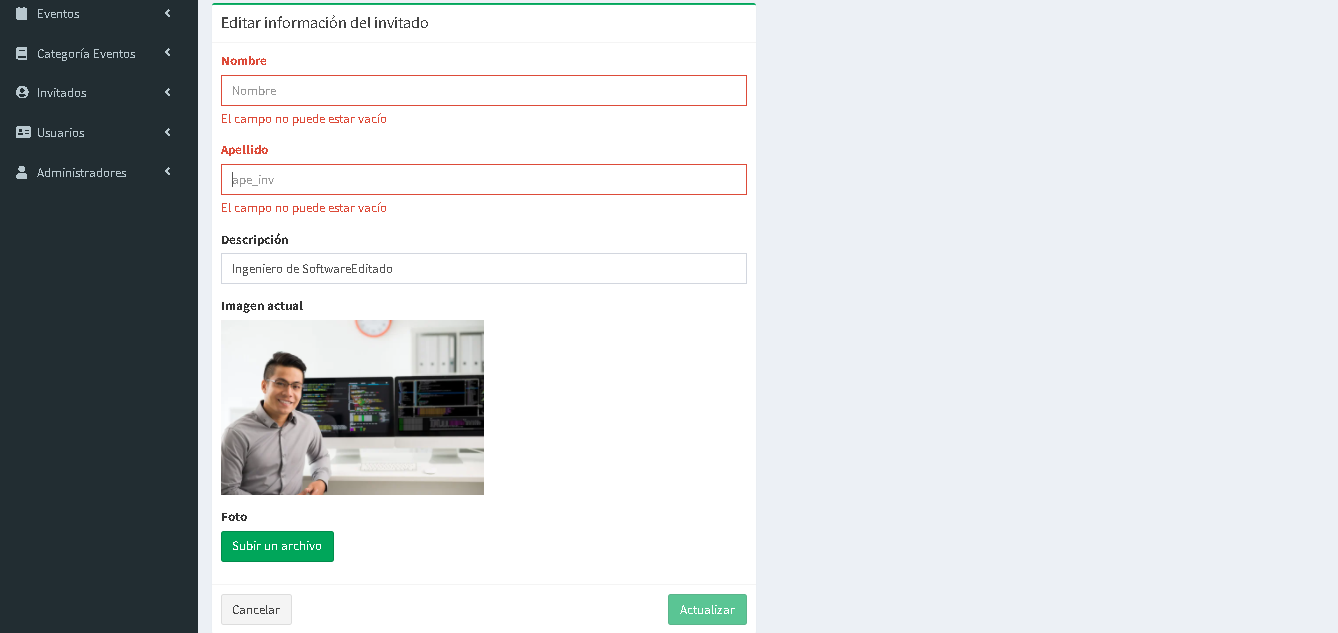 Eventos
Categoría Eventos
Invitados
Usuarios
Administradores
Editar información del invitado
Nombre
Nombre
El campo no puede estar vacío
Apellido
ape_inv
El campo no puede estar vacío
Descripción
Ingeniero de SoftwareEditado
Imagen actual
Foto
Subir un archivo
Cancelar
Actualizar